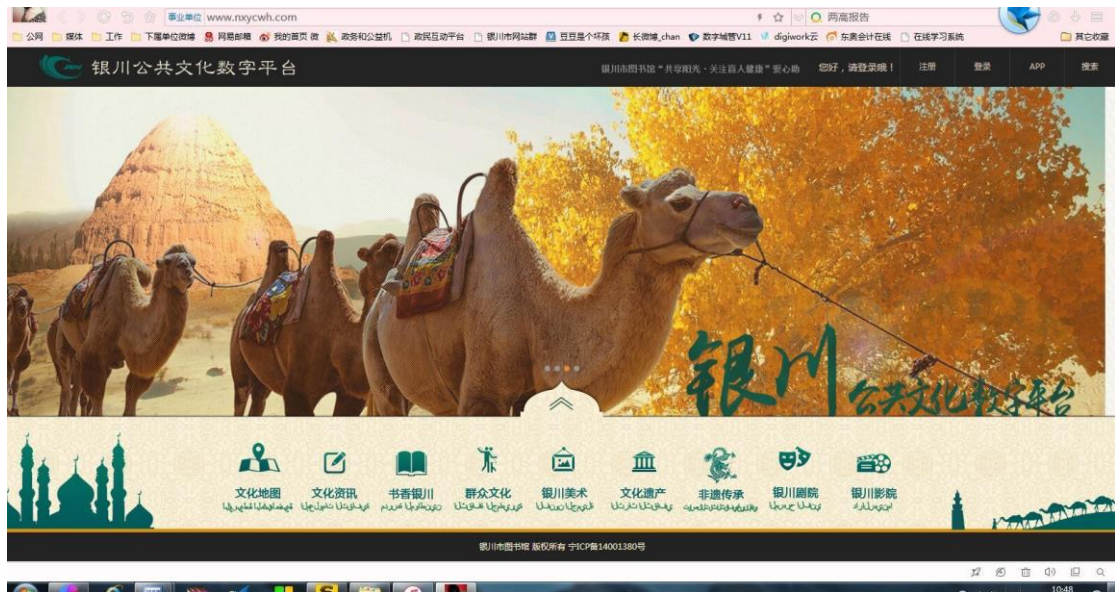 事业单位 www.nxycwh.com
两高报告
公网 媒体 工作 下属单位微博 网易邮箱 我的首页 微 政务和公益机 政民互动平台 银川市网站群 豆豆是个坏孩 长微博_chan 数字城管V11 digiwork云 东奥会计在线 在线学习系统 其它收藏
银川公共文化数字平台
银川市图书馆“共享阳光·关注盲人健康”爱心助 您好，请登录哦！ 注册 登录 APP 搜索
银川
公共文化数字平台
文化地图 文化资讯 书香银川 群众文化 银川美术 文化遗产 非遗传承 银川剧院 银川影院
银川市图书馆 版权所有 宁ICP备14001380号
10:48